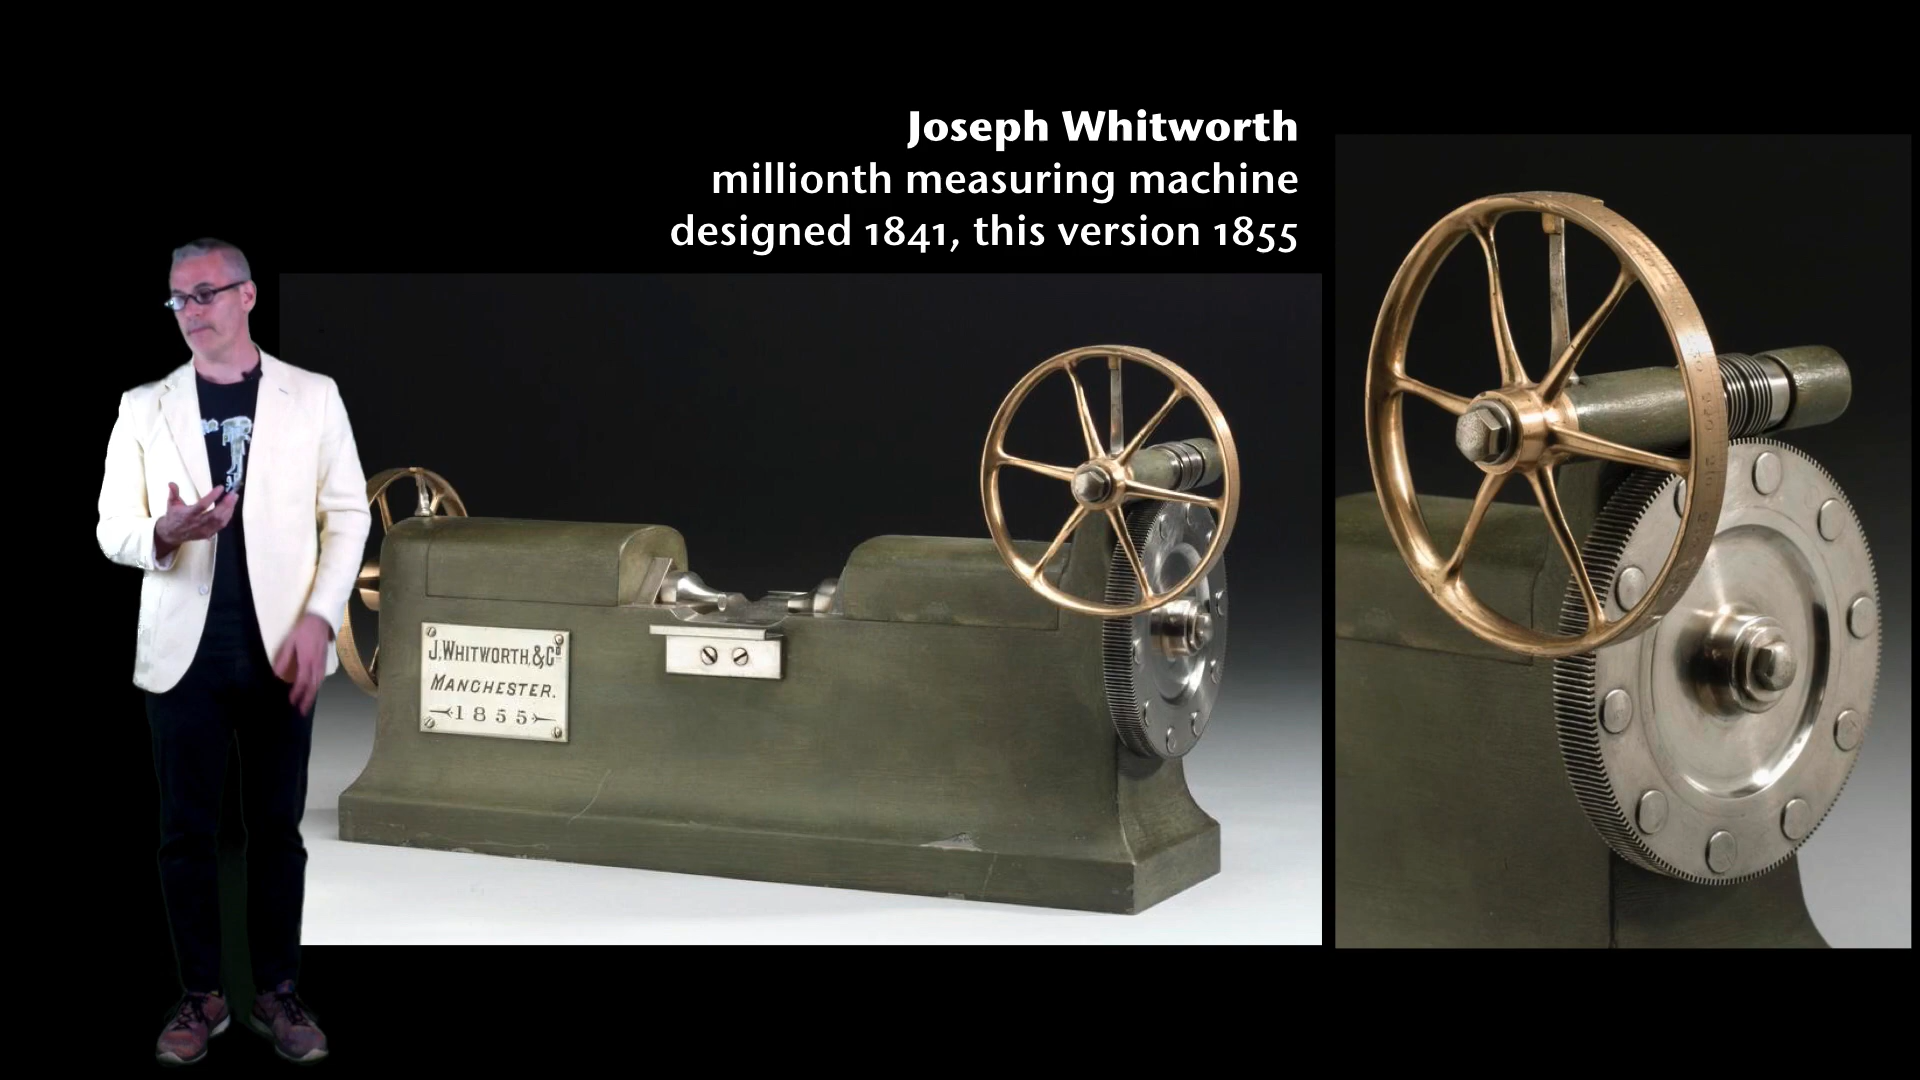 Joseph Whitworth
millionth measuring machine
designed 1841, this version 1855
J. WHITWORTH, & Co
MANCHESTER.
1855